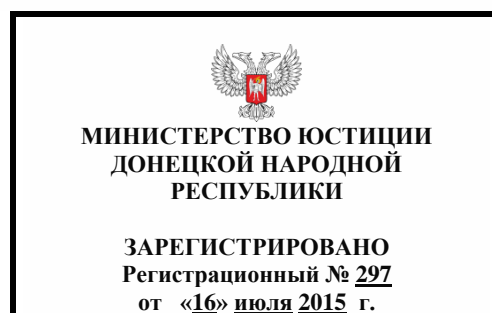 МИНИСТЕРСТВО ЮСТИЦИИ
ДОНЕЦКОЙ НАРОДНОЙ
РЕСПУБЛИКИ
ЗАРЕГИСТРИРОВАНО
Регистрационный № 297
от «16» июля 2015 г.